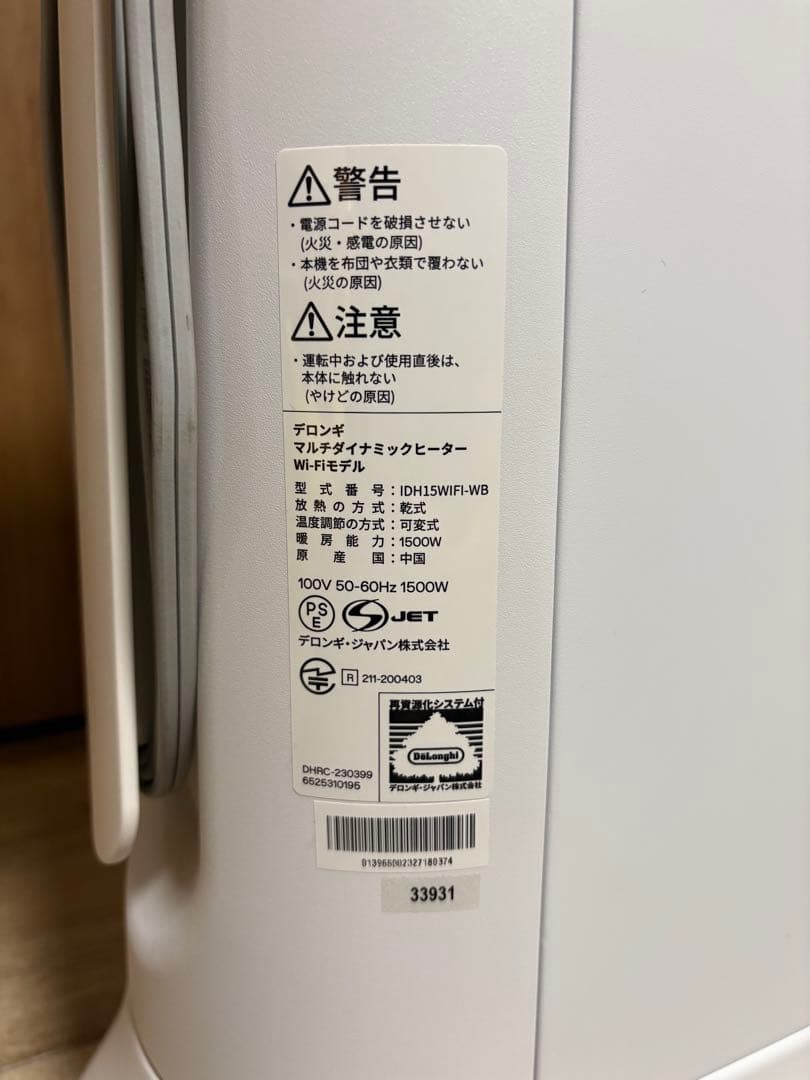 警告
・電源コードを破損させない
(火災・感電の原因)
・本機を布団や衣類で覆わない
(火災の原因)
注意
・運転中および使用直後は、
本体に触れない
(やけどの原因)
デロンギ
マルチダイナミックヒーター
Wi-Fiモデル
型式番号：IDH15WIFI-WB
放熱の方式：乾式
温度調節の方式：可変式
暖房能力：1500W
原産国：中国
100V 50-60Hz 1500W
PS
E
JET
デロンギ・ジャパン株式会社
R 211-200403
再資源化システム付
DeLonghi
デロンギ・ジャパン株式会社
DHRC-230399
6525310195
33931